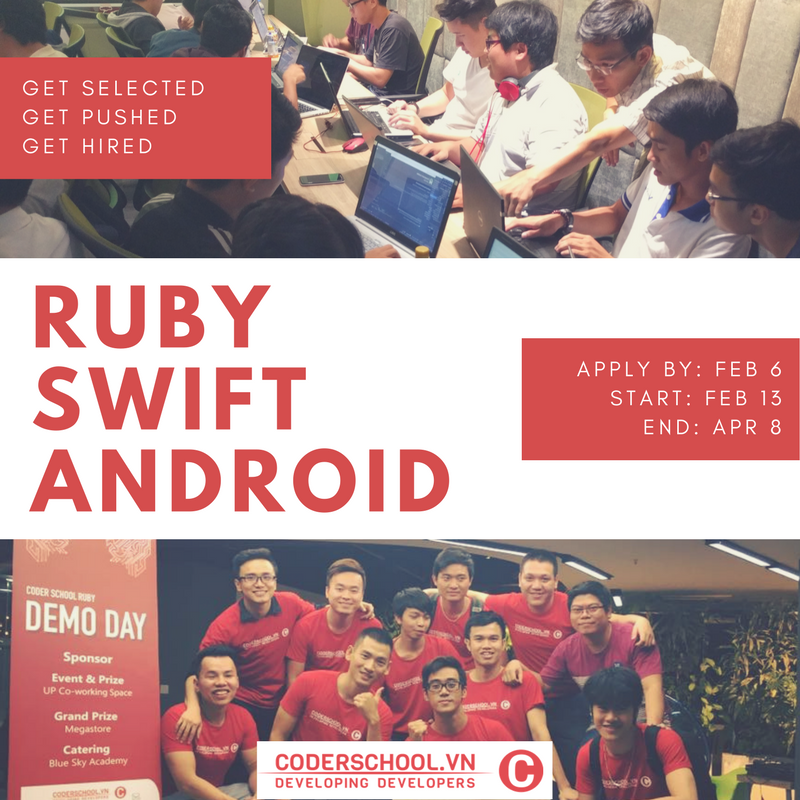 GET SELECTED
GET PUSHED
GET HIRED
RUBY
SWIFT
ANDROID
APPLY BY: FEB 6
START: FEB 13
END: APR 8
CODER SCHOOL RUBY
DEMO DAY
Sponsor
Event & Prize
UP Co-working Space
Grand Prize
Megastore
Catering
Blue Sky Academy
CODERSCHOOL.VN
CODERSCHOOL.VN
DEVELOPING DEVELOPERS
C